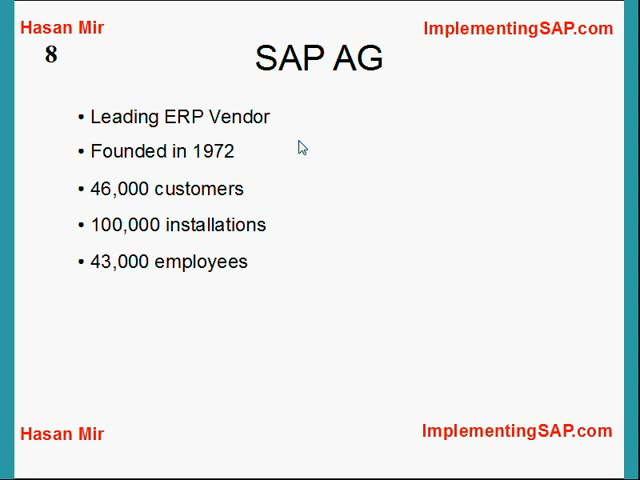 Hasan Mir
ImplementingSAP.com
8
SAP AG
• Leading ERP Vendor
• Founded in 1972
• 46,000 customers
• 100,000 installations
• 43,000 employees
Hasan Mir
ImplementingSAP.com